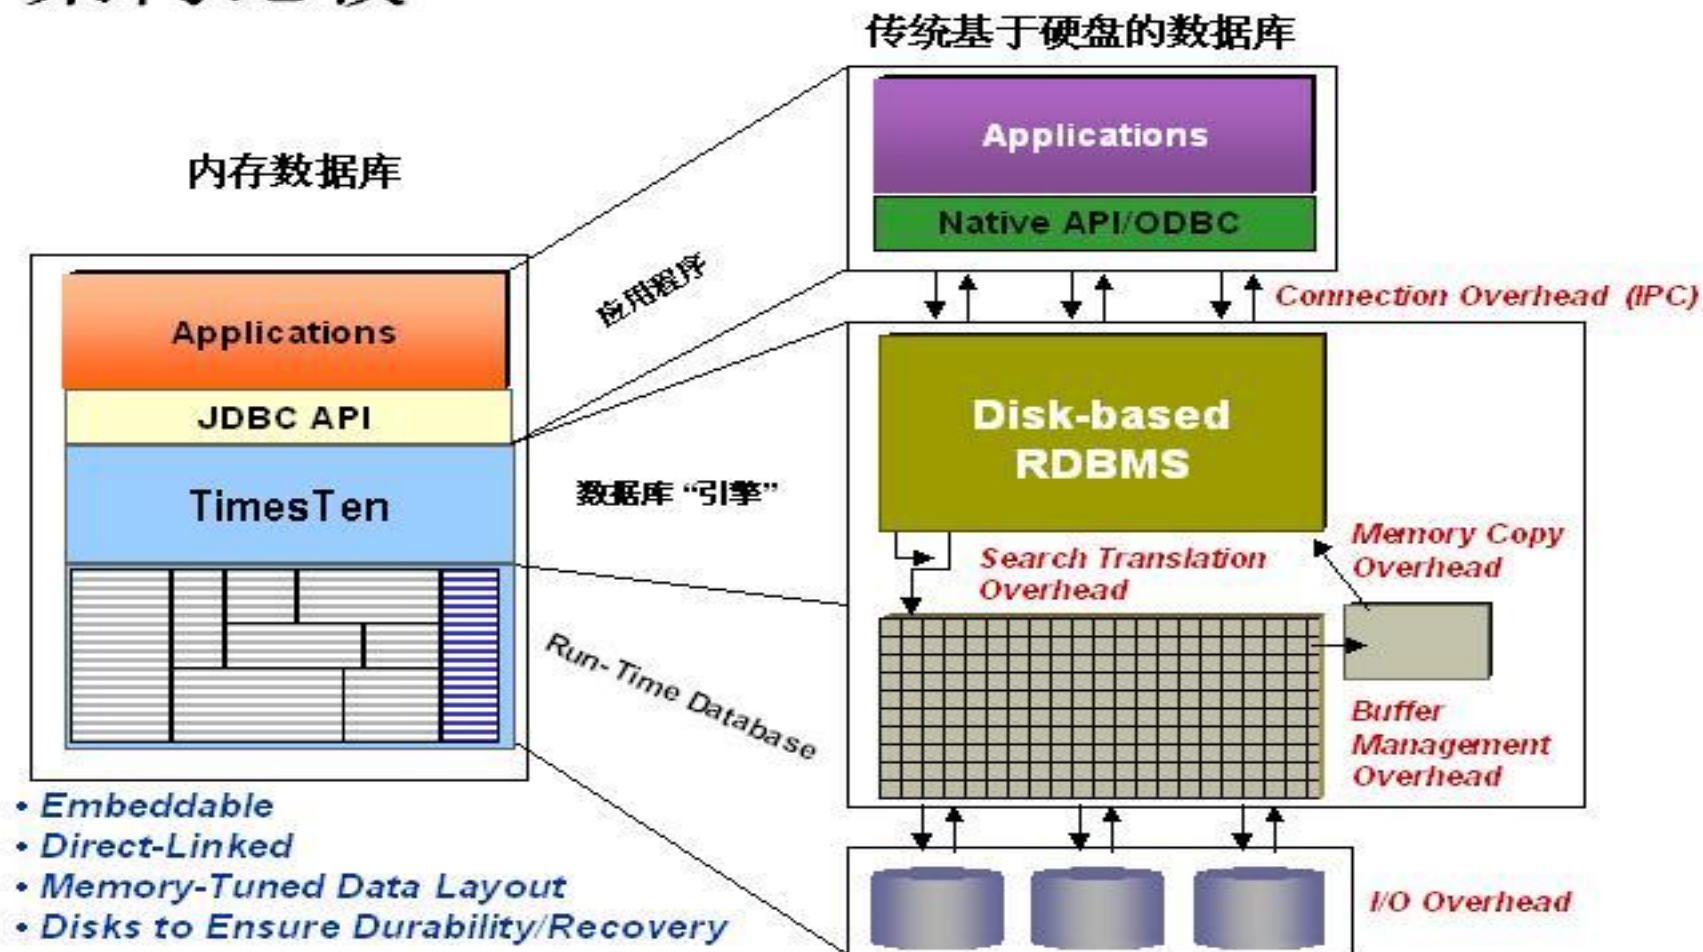 传统基于硬盘的数据库
内存数据库
Applications
JDBC API
TimesTen
• Embeddable
• Direct-Linked
• Memory-Tuned Data Layout
• Disks to Ensure Durability/Recovery
应用程序
数据库 “引擎”
Run-Time Database
Applications
Native API/ODBC
Connection Overhead (IPC)
Disk-based
RDBMS
Search Translation
Overhead
Memory Copy
Overhead
Buffer
Management
Overhead
I/O Overhead